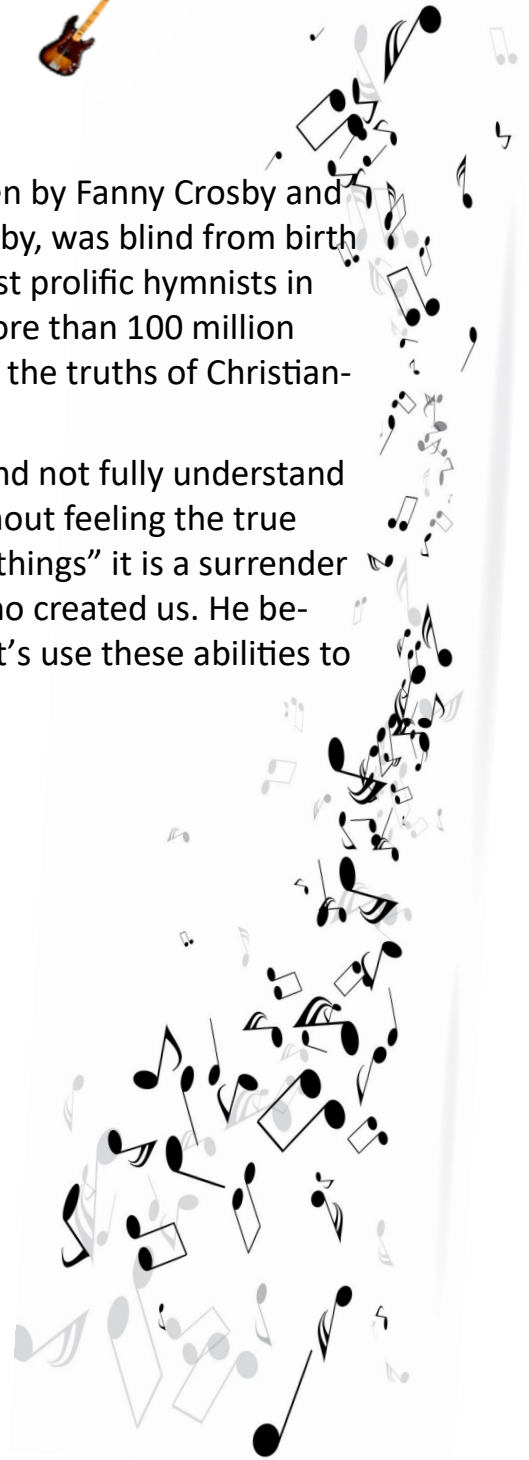 en by Fanny Crosby and
by, was blind from birth
st prolific hymnists in
ore than 100 million
the truths of Christian-
nd not fully understand
hout feeling the true
things” it is a surrender
ho created us. He be-
t’s use these abilities to